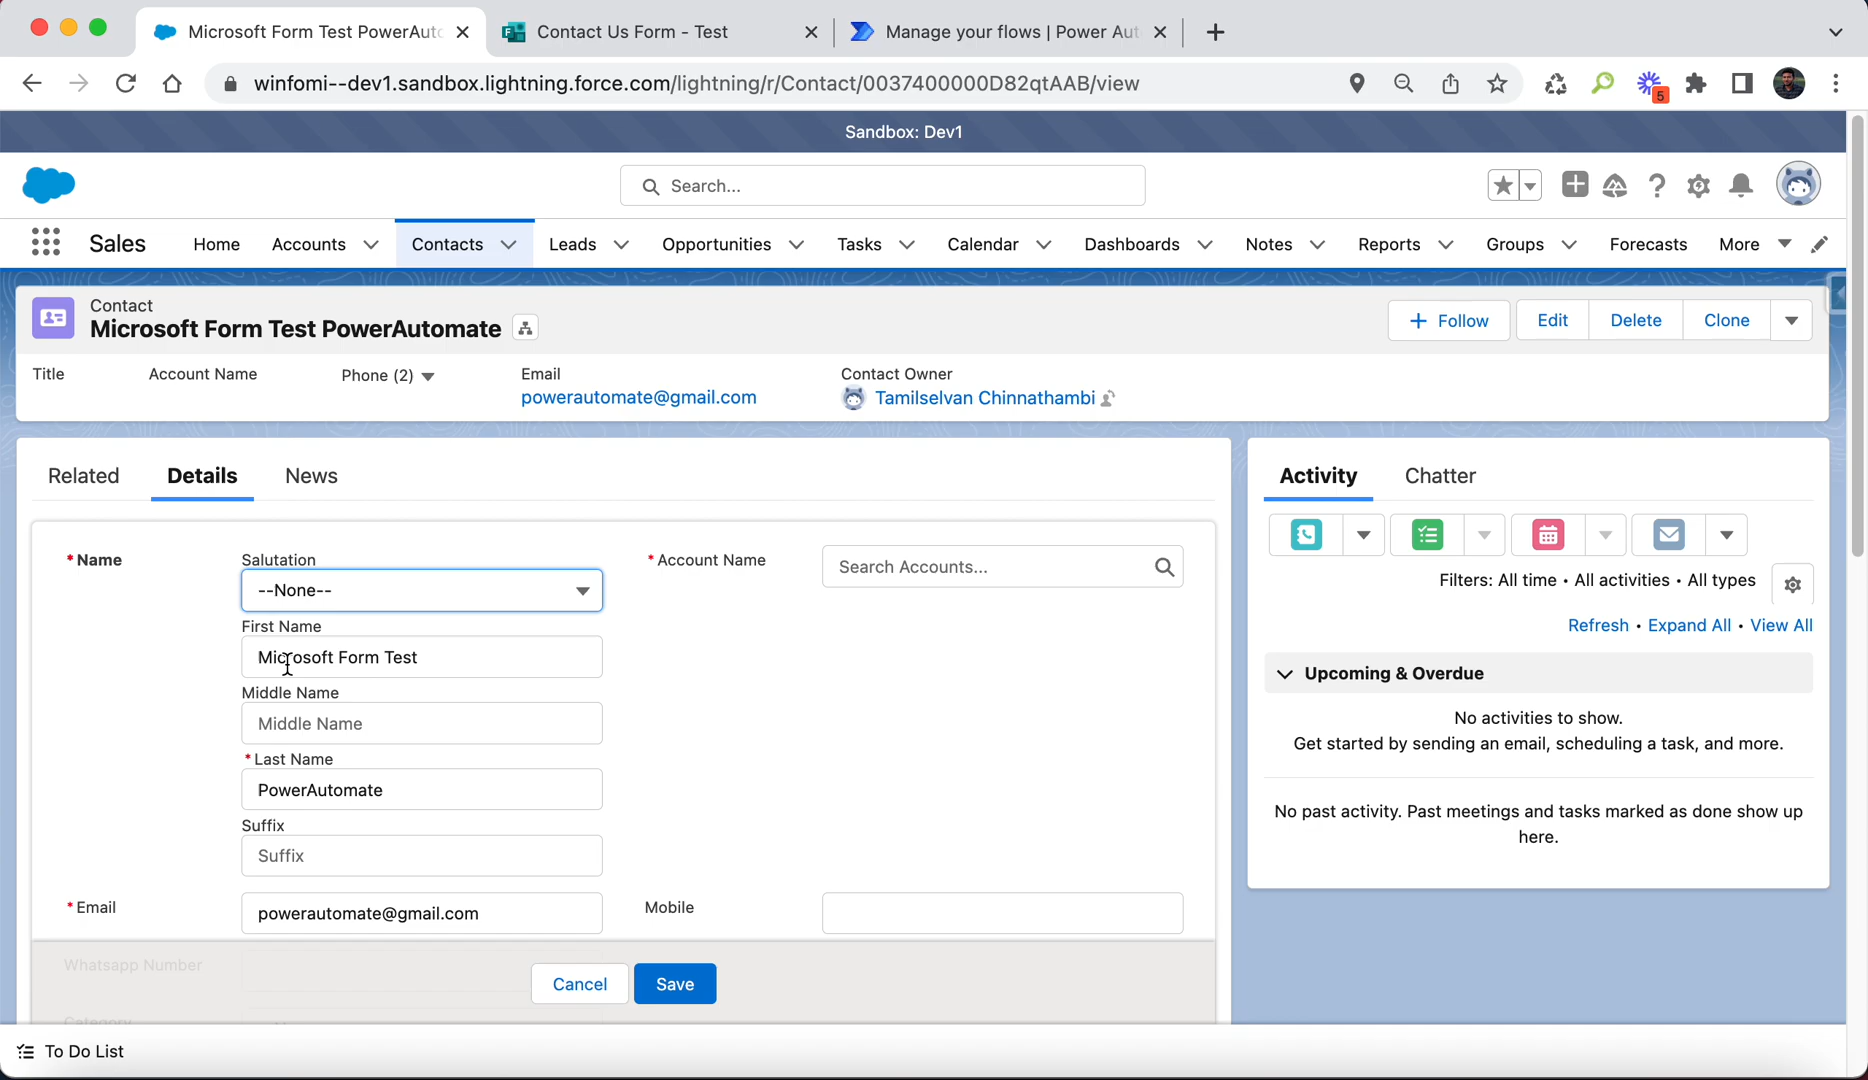 Microsoft Form Test PowerAuto
Contact Us Form - Test
Manage your flows | Power Aut
winfomi--dev1.sandbox.lightning.force.com/lightning/r/Contact/0037400000D82qtAAB/view
5
Sandbox: Dev1
Search...
Sales
Home
Accounts
Contacts
Leads
Opportunities
Tasks
Calendar
Dashboards
Notes
Reports
Groups
Forecasts
More
Contact
Microsoft Form Test PowerAutomate
Follow
Edit
Delete
Clone
Title
Account Name
Phone (2)
Email
Contact Owner
powerautomate@gmail.com
Tamilselvan Chinnathambi
Related
Details
News
Activity
Chatter
*Name
Salutation
--None--
*Account Name
Search Accounts...
First Name
Microsoft Form Test
Middle Name
Middle Name
*Last Name
PowerAutomate
Suffix
Suffix
*Email
powerautomate@gmail.com
Mobile
Whatsapp Number
Category
Cancel
Save
Filters: All time • All activities • All types
Refresh • Expand All • View All
Upcoming & Overdue
No activities to show.
Get started by sending an email, scheduling a task, and more.
No past activity. Past meetings and tasks marked as done show up
here.
To Do List